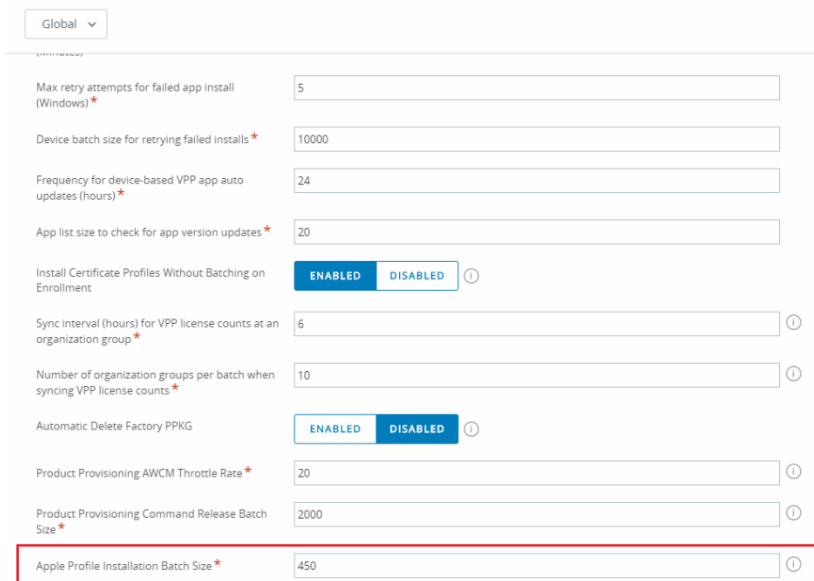 Global
(Minutes)
Max retry attempts for failed app install
(Windows) *
5
Device batch size for retrying failed installs *
10000
Frequency for device-based VPP app auto
updates (hours) *
24
App list size to check for app version updates *
20
Install Certificate Profiles Without Batching on
Enrollment
ENABLED DISABLED
Sync interval (hours) for VPP license counts at an
organization group *
6
Number of organization groups per batch when
syncing VPP license counts *
10
Automatic Delete Factory PPKG
ENABLED DISABLED
Product Provisioning AWCM Throttle Rate *
20
Product Provisioning Command Release Batch
Size *
2000
Apple Profile Installation Batch Size *
450